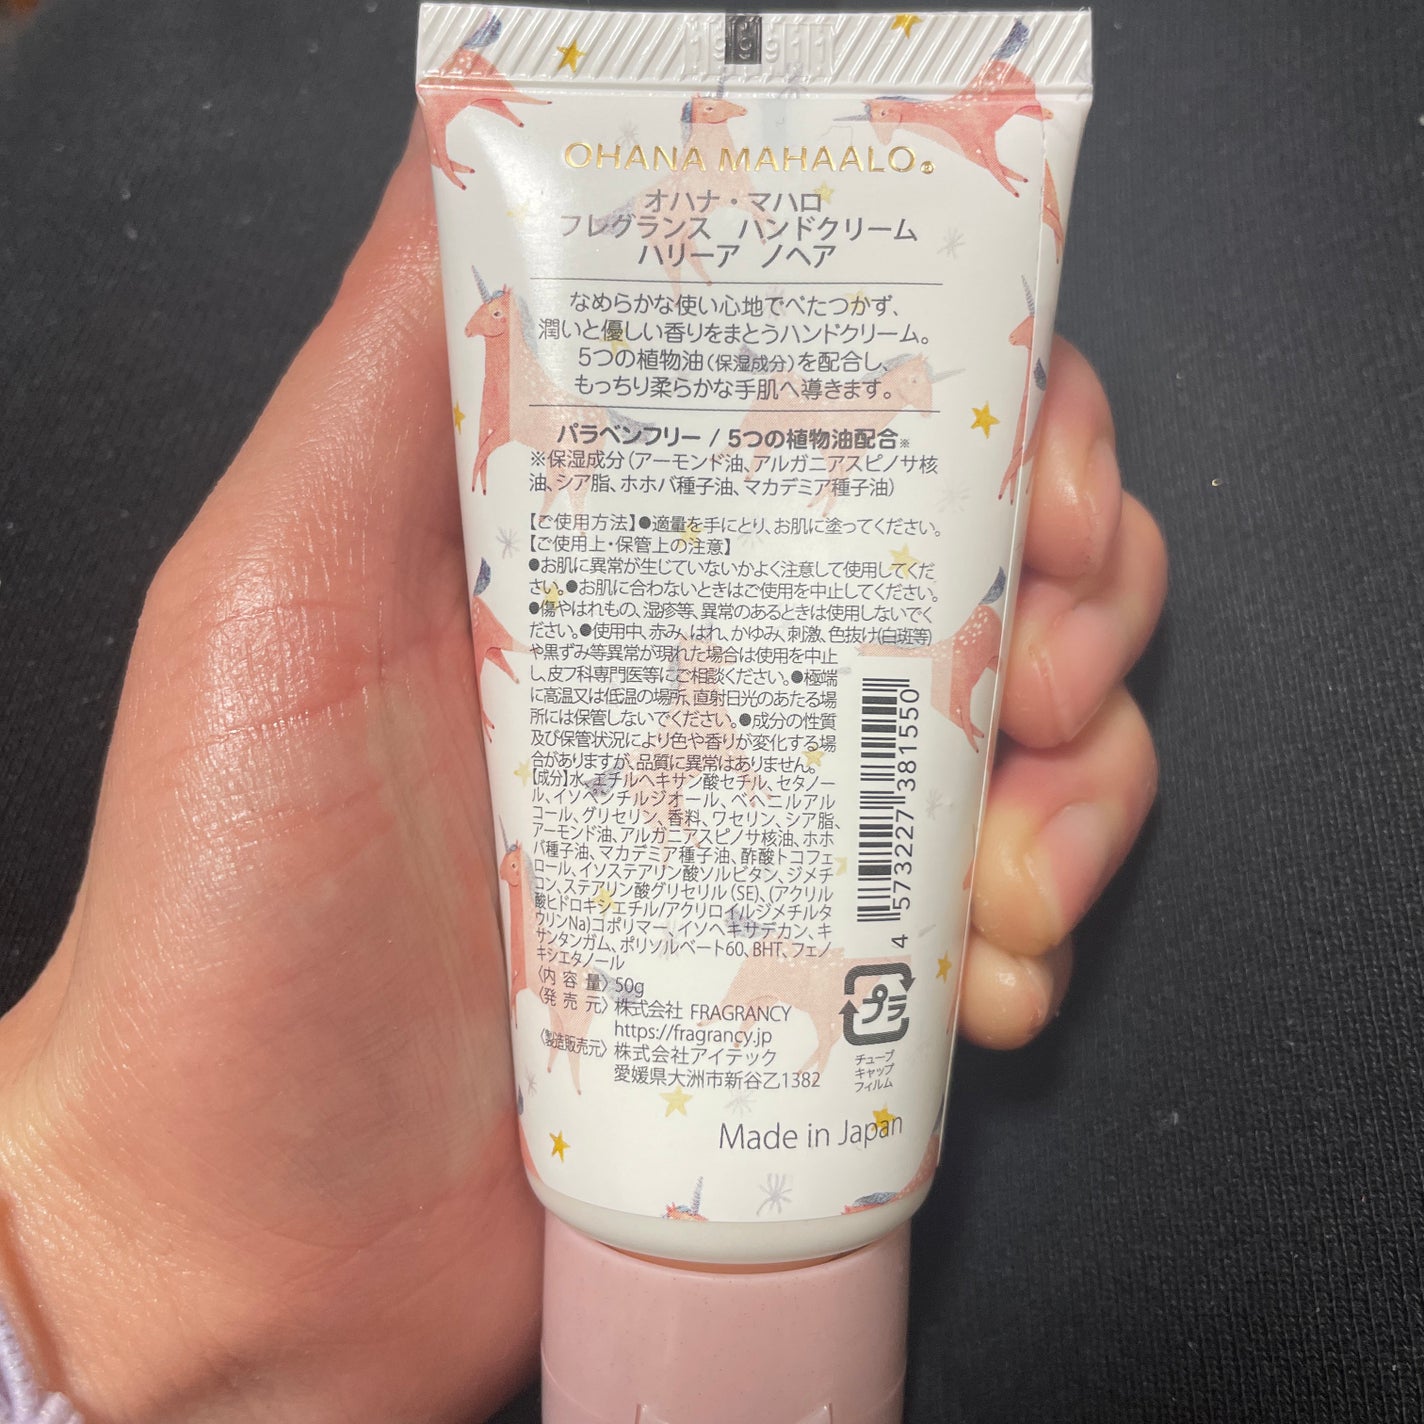 OHANA MAHAALO®
オハナ・マハロ
フレグランス ハンドクリーム
ハリーア ノヘア
なめらかな使い心地でべたつかず、
潤いと優しい香りをまとうハンドクリーム。
5つの植物油(保湿成分)を配合し、
もっちり柔らかな手肌へ導きます。
パラベンフリー / 5つの植物油配合※
※保湿成分(アーモンド油、アルガニアスピノサ核
油、シア脂、ホホバ種子油、マカデミア種子油)
【ご使用方法】●適量を手にとり、お肌に塗ってください。
【ご使用上・保管上の注意】
●お肌に異常が生じていないかよく注意して使用してくだ
さい。●お肌に合わないときはご使用を中止してください。
●傷やはれもの、湿疹等、異常のあるときは使用しないでく
ださい。●使用中、赤み、はれ、かゆみ、刺激、色抜け(白斑等)
や黒ずみ等異常が現れた場合は使用を中止
し、皮フ科専門医等にご相談ください。●極端
に高温又は低温の場所、直射日光のあたる場
所には保管しないでください。●成分の性質
及び保管状況により色や香りが変化する場
合がありますが、品質に異常はありません。
【成分】水、エチルヘキサン酸セチル、セタノー
ル、イソペンチルジオール、ベヘニルアル
コール、グリセリン、香料、ワセリン、シア脂、
アーモンド油、アルガニアスピノサ核油、ホホ
バ種子油、マカデミア種子油、酢酸トコフェ
ロール、イソステアリン酸ソルビタン、ジメチ
コン、ステアリン酸グリセリル(SE)、(アクリル
酸ヒドロキシエチル/アクリロイルジメチルタ
ウリンNa)コポリマー、イソヘキサデカン、キ
サンタンガム、ポリソルベート60、BHT、フェノ
キシエタノール
〈内容量〉50g
〈発売元〉株式会社 FRAGRANCY
https://fragrancy.jp
〈製造販売元〉株式会社アイテック
愛媛県大洲市新谷乙1382
4 573227 381550
プラ
チューブ
キャップ
フィルム
Made in Japan